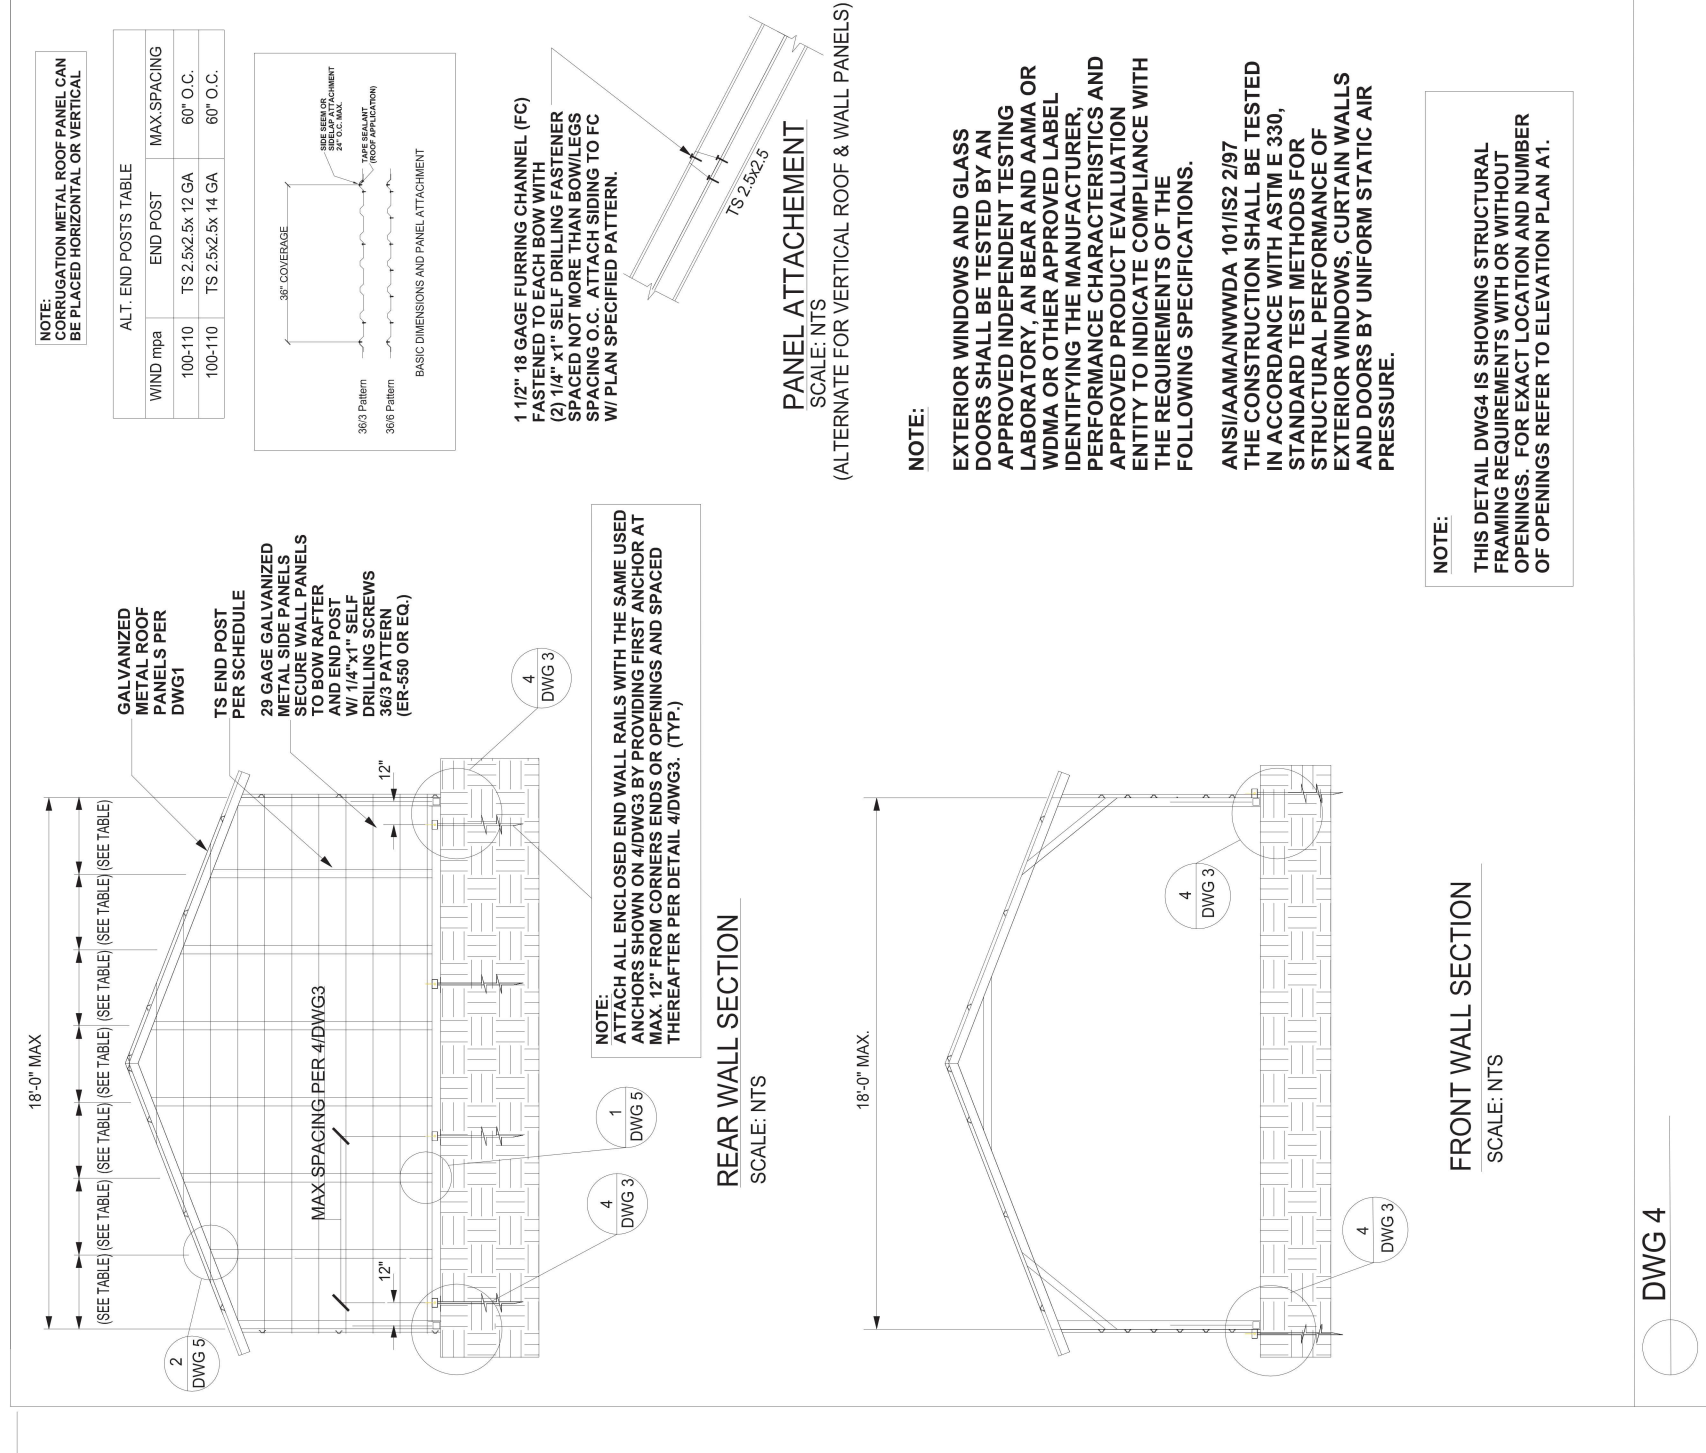 18'-0" MAX
(SEE TABLE) (SEE TABLE) (SEE TABLE) (SEE TABLE) (SEE TABLE) (SEE TABLE) (SEE TABLE)
2
DWG 5
GALVANIZED
METAL ROOF
PANELS PER
DWG1
TS END POST
PER SCHEDULE
29 GAGE GALVANIZED
METAL SIDE PANELS
SECURE WALL PANELS
TO BOW RAFTER
AND END POST
W/ 1/4"x1" SELF
DRILLING SCREWS
36/3 PATTERN
(ER-550 OR EQ.)
MAX SPACING PER 4/DWG3
12"
12"
4
DWG 3
4
DWG 3
1
DWG 5
NOTE:
ATTACH ALL ENCLOSED END WALL RAILS WITH THE SAME USED
ANCHORS SHOWN ON 4/DWG3 BY PROVIDING FIRST ANCHOR AT
MAX. 12" FROM CORNERS ENDS OR OPENINGS AND SPACED
THEREAFTER PER DETAIL 4/DWG3. (TYP.)
REAR WALL SECTION
SCALE: NTS
18'-0" MAX.
4
DWG 3
4
DWG 3
FRONT WALL SECTION
SCALE: NTS
NOTE:
CORRUGATION METAL ROOF PANEL CAN
BE PLACED HORIZONTAL OR VERTICAL
ALT. END POSTS TABLE
WIND mpa END POST MAX.SPACING
100-110 TS 2.5x2.5x 12 GA 60" O.C.
100-110 TS 2.5x2.5x 14 GA 60" O.C.
36" COVERAGE
SIDE SEEM OR
SIDELAP ATTACHMENT
24" O.C. MAX.
TAPE SEALANT
(ROOF APPLICATION)
36/3 Pattern
36/6 Pattern
BASIC DIMENSIONS AND PANEL ATTACHMENT
1 1/2" 18 GAGE FURRING CHANNEL (FC)
FASTENED TO EACH BOW WITH
(2) 1/4" x1" SELF DRILLING FASTENER
SPACED NOT MORE THAN BOW/LEGS
SPACING O.C. ATTACH SIDING TO FC
W/ PLAN SPECIFIED PATTERN.
TS 2.5x2.5
PANEL ATTACHEMENT
SCALE: NTS
(ALTERNATE FOR VERTICAL ROOF & WALL PANELS)
NOTE:
EXTERIOR WINDOWS AND GLASS
DOORS SHALL BE TESTED BY AN
APPROVED INDEPENDENT TESTING
LABORATORY, AN BEAR AND AAMA OR
WDMA OR OTHER APPROVED LABEL
IDENTIFYING THE MANUFACTURER,
PERFORMANCE CHARACTERISTICS AND
APPROVED PRODUCT EVALUATION
ENTITY TO INDICATE COMPLIANCE WITH
THE REQUIREMENTS OF THE
FOLLOWING SPECIFICATIONS.
ANSI/AAMA/NWWDA 101/IS2 2/97
THE CONSTRUCTION SHALL BE TESTED
IN ACCORDANCE WITH ASTM E 330,
STANDARD TEST METHODS FOR
STRUCTURAL PERFORMANCE OF
EXTERIOR WINDOWS, CURTAIN WALLS
AND DOORS BY UNIFORM STATIC AIR
PRESSURE.
NOTE:
THIS DETAIL DWG4 IS SHOWING STRUCTURAL
FRAMING REQUIREMENTS WITH OR WITHOUT
OPENINGS. FOR EXACT LOCATION AND NUMBER
OF OPENINGS REFER TO ELEVATION PLAN A1.
DWG 4